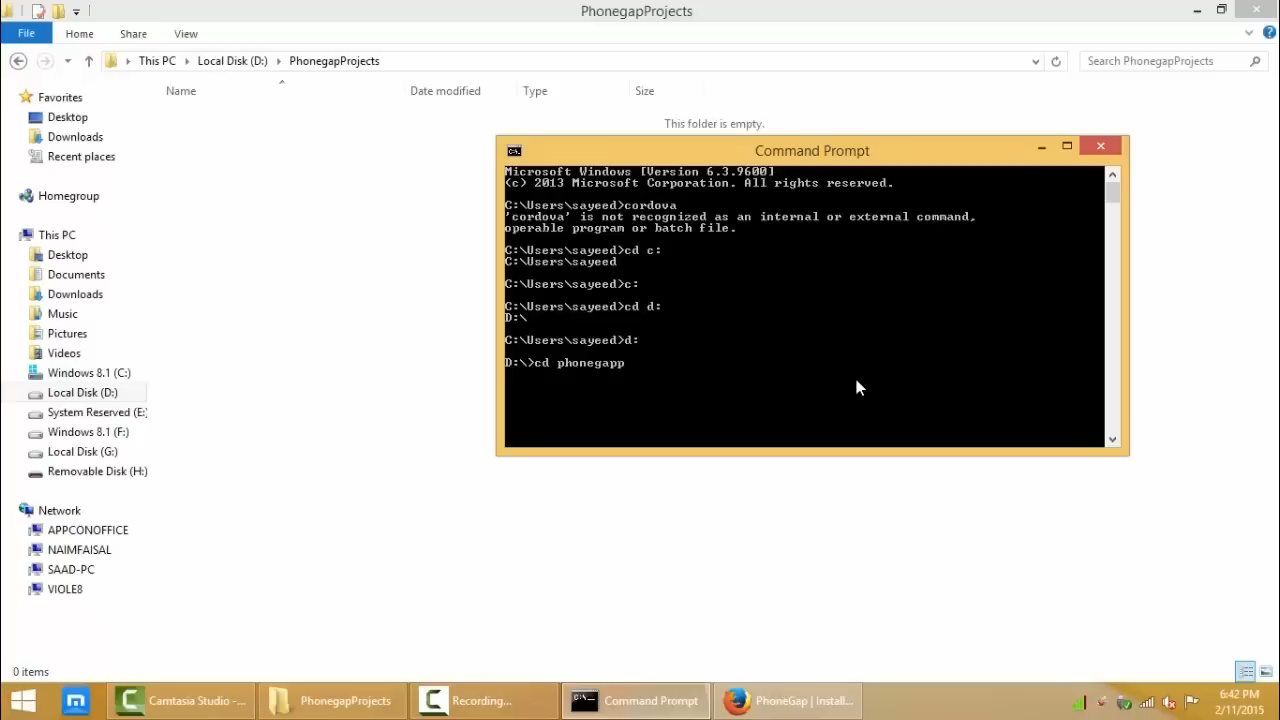 PhonegapProjects
File Home Share View
This PC Local Disk (D:) PhonegapProjects Search PhonegapProjects
Name Date modified Type Size
This folder is empty.
Favorites
Desktop
Downloads
Recent places
Homegroup
This PC
Desktop
Documents
Downloads
Music
Pictures
Videos
Windows 8.1 (C:)
Local Disk (D:)
System Reserved (E:)
Windows 8.1 (F:)
Local Disk (G:)
Removable Disk (H:)
Network
APPCONOFFICE
NAIMFAISAL
SAAD-PC
VIOLE8
Command Prompt
Microsoft Windows [Version 6.3.9600]
(c) 2013 Microsoft Corporation. All rights reserved.
C:\Users\sayeed>cordova
'cordova' is not recognized as an internal or external command,
operable program or batch file.
C:\Users\sayeed>cd c:
C:\Users\sayeed
C:\Users\sayeed>c:
C:\Users\sayeed>cd d:
D:\
C:\Users\sayeed>d:
D:\>cd phonegapp
0 items
Camtasia Studio -... PhonegapProjects Recording... Command Prompt PhoneGap | Install...
6:42 PM
2/11/2015